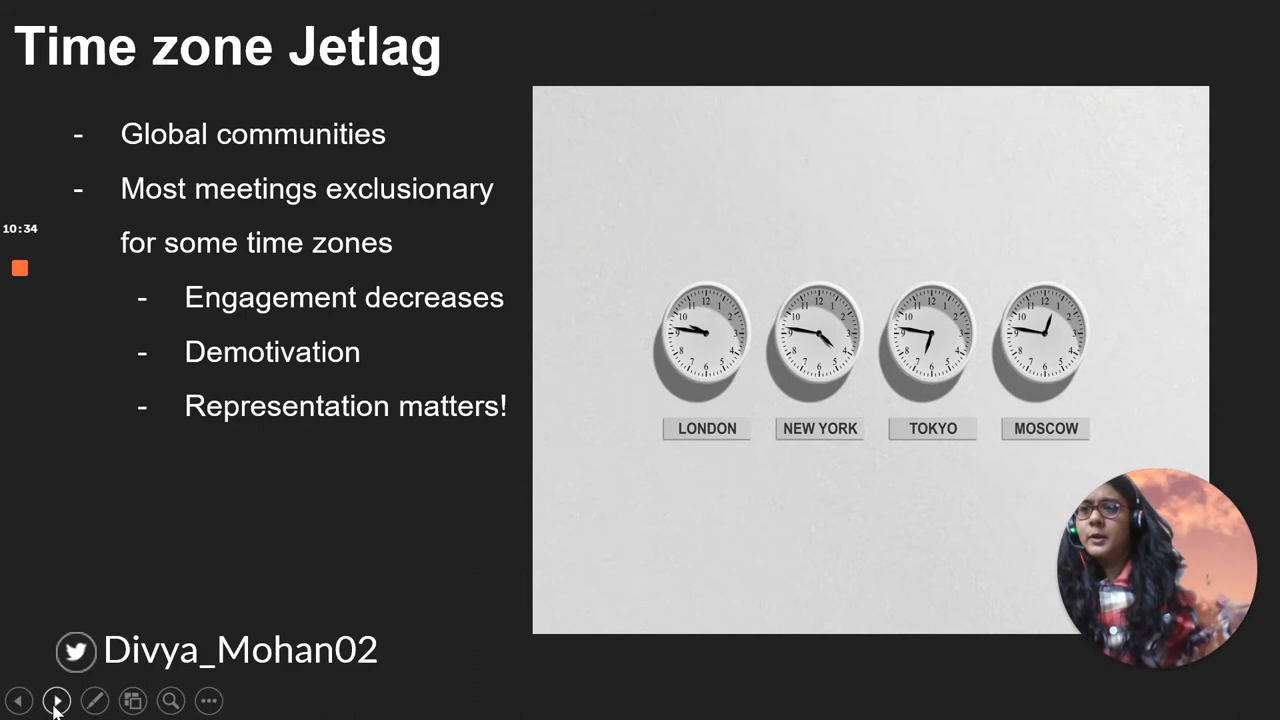 Time zone Jetlag
- Global communities
- Most meetings exclusionary
for some time zones
- Engagement decreases
- Demotivation
- Representation matters!
10:34
LONDON
NEW YORK
TOKYO
MOSCOW
Divya_Mohan02